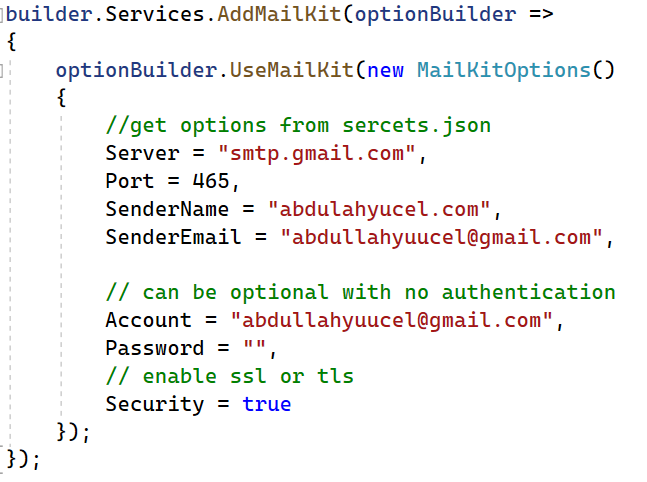 builder.Services.AddMailKit(optionBuilder =>
{
optionBuilder.UseMailKit(new MailKitOptions()
{
//get options from sercets.json
Server = "smtp.gmail.com",
Port = 465,
SenderName = "abdulahyucel.com",
SenderEmail = "abdullahyuucel@gmail.com",
// can be optional with no authentication
Account = "abdullahyuucel@gmail.com",
Password = "",
// enable ssl or tls
Security = true
});
});